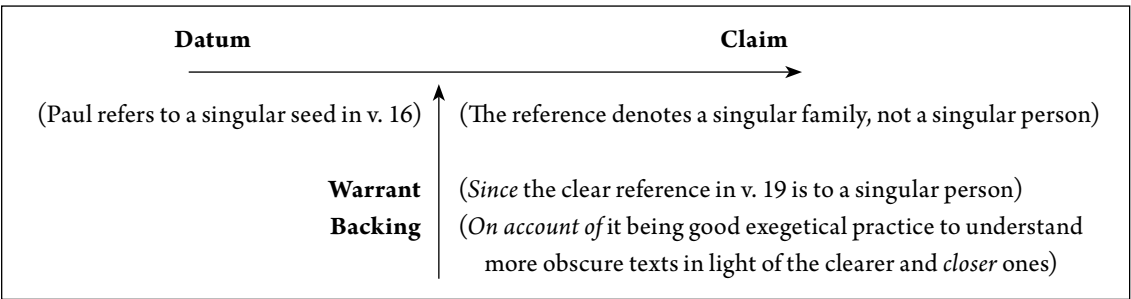 Datum Claim
(Paul refers to a singular seed in v. 16) (The reference denotes a singular family, not a singular person)
Warrant (Since the clear reference in v. 19 is to a singular person)
Backing (On account of it being good exegetical practice to understand
more obscure texts in light of the clearer and closer ones)